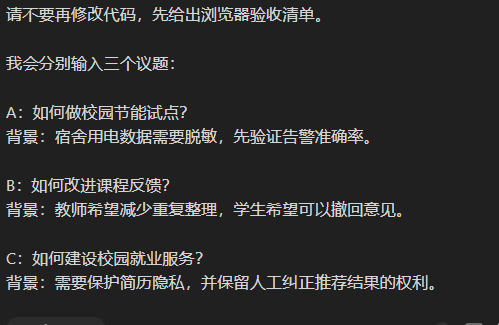 请不要再修改代码，先给出浏览器验收清单。
我会分别输入三个议题：
A：如何做校园节能试点？
背景：宿舍用电数据需要脱敏，先验证告警准确率。
B：如何改进课程反馈？
背景：教师希望减少重复整理，学生希望可以撤回意见。
C：如何建设校园就业服务？
背景：需要保护简历隐私，并保留人工纠正推荐结果的权利。